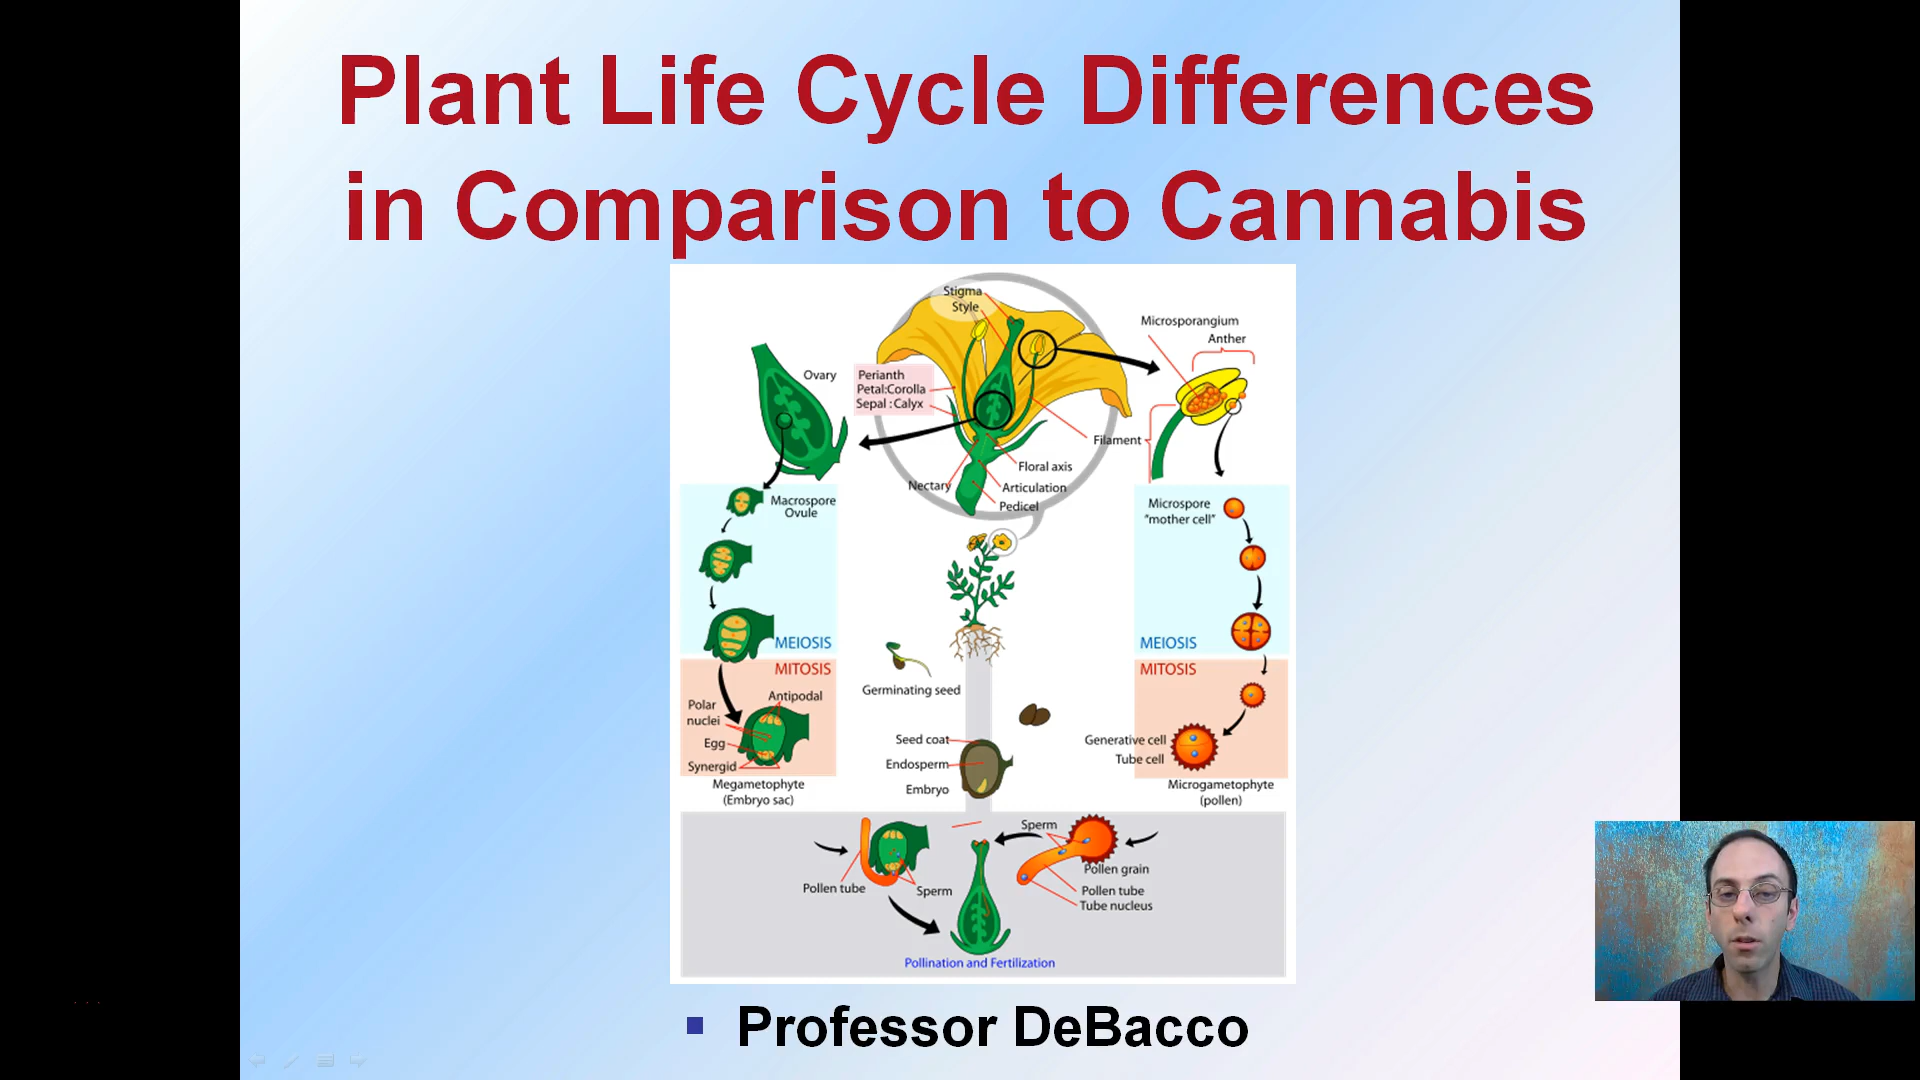 Plant Life Cycle Differences
in Comparison to Cannabis
Stigma
Style
Microsporangium
Anther
Ovary
Perianth
Petal:Corolla
Sepal : Calyx
Filament
Floral axis
Nectary
Articulation
Pedicel
Macrospore
Ovule
Microspore
"mother cell"
MEIOSIS
MEIOSIS
MITOSIS
MITOSIS
Antipodal
Polar
nuclei
Egg
Synergid
Megametophyte
(Embryo sac)
Germinating seed
Seed coat
Endosperm
Embryo
Generative cell
Tube cell
Microgametophyte
(pollen)
Sperm
Pollen grain
Pollen tube
Sperm
Pollen tube
Tube nucleus
Pollination and Fertilization
Professor DeBacco